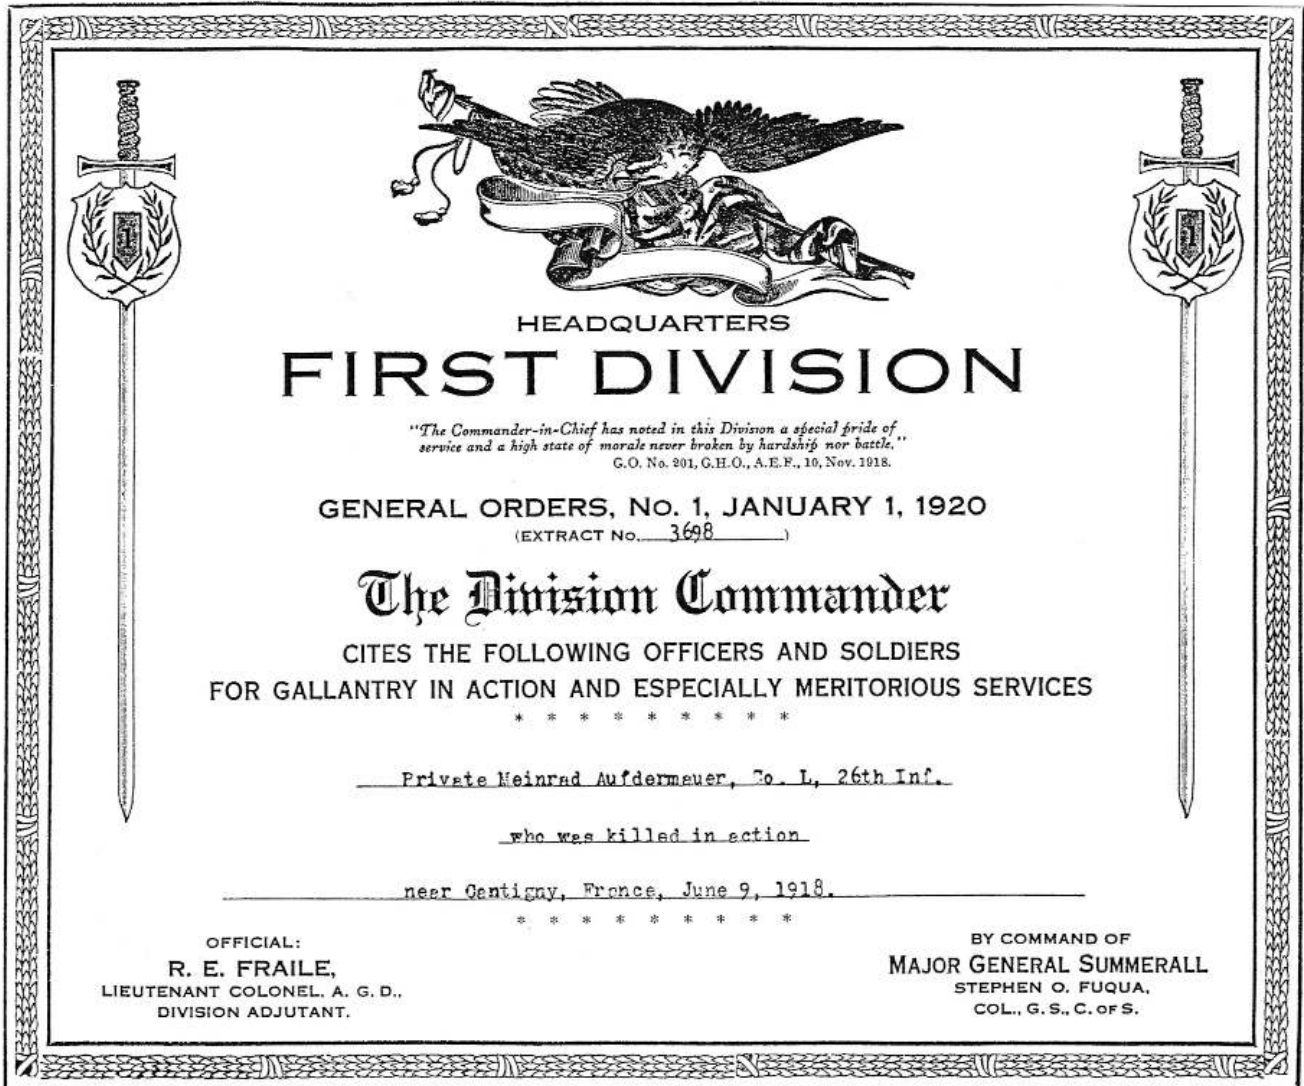 HEADQUARTERS
FIRST DIVISION
"The Commander-in-Chief has noted in this Division a special pride of
service and a high state of morale never broken by hardship nor battle."
G.O. No. 201, G.H.O., A.E.F., 10, Nov. 1918.
GENERAL ORDERS, No. 1, JANUARY 1, 1920
(EXTRACT No. 3698 )
The Division Commander
CITES THE FOLLOWING OFFICERS AND SOLDIERS
FOR GALLANTRY IN ACTION AND ESPECIALLY MERITORIOUS SERVICES
* * * * * * * * *
Private Meinrad Aufdermauer, Co. L, 26th Inf.
who was killed in action
near Cantigny, France, June 9, 1918.
* * * * * * * * *
OFFICIAL:
R. E. FRAILE,
LIEUTENANT COLONEL, A. G. D.,
DIVISION ADJUTANT.
BY COMMAND OF
MAJOR GENERAL SUMMERALL
STEPHEN O. FUQUA,
COL., G. S., C. OF S.
1
1